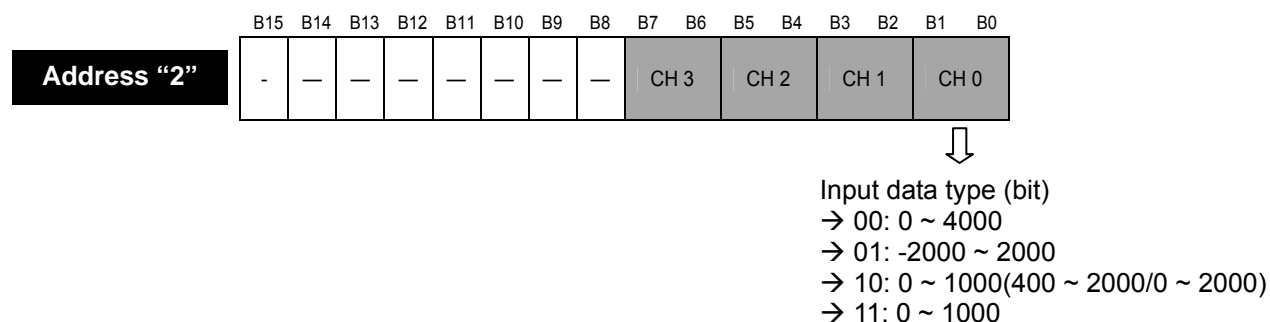 B15 B14 B13 B12 B11 B10 B9 B8 B7 B6 B5 B4 B3 B2 B1 B0
Address “2” - — — — — — — — CH 3 CH 2 CH 1 CH 0
Input data type (bit)
→ 00: 0 ~ 4000
→ 01: -2000 ~ 2000
→ 10: 0 ~ 1000(400 ~ 2000/0 ~ 2000)
→ 11: 0 ~ 1000